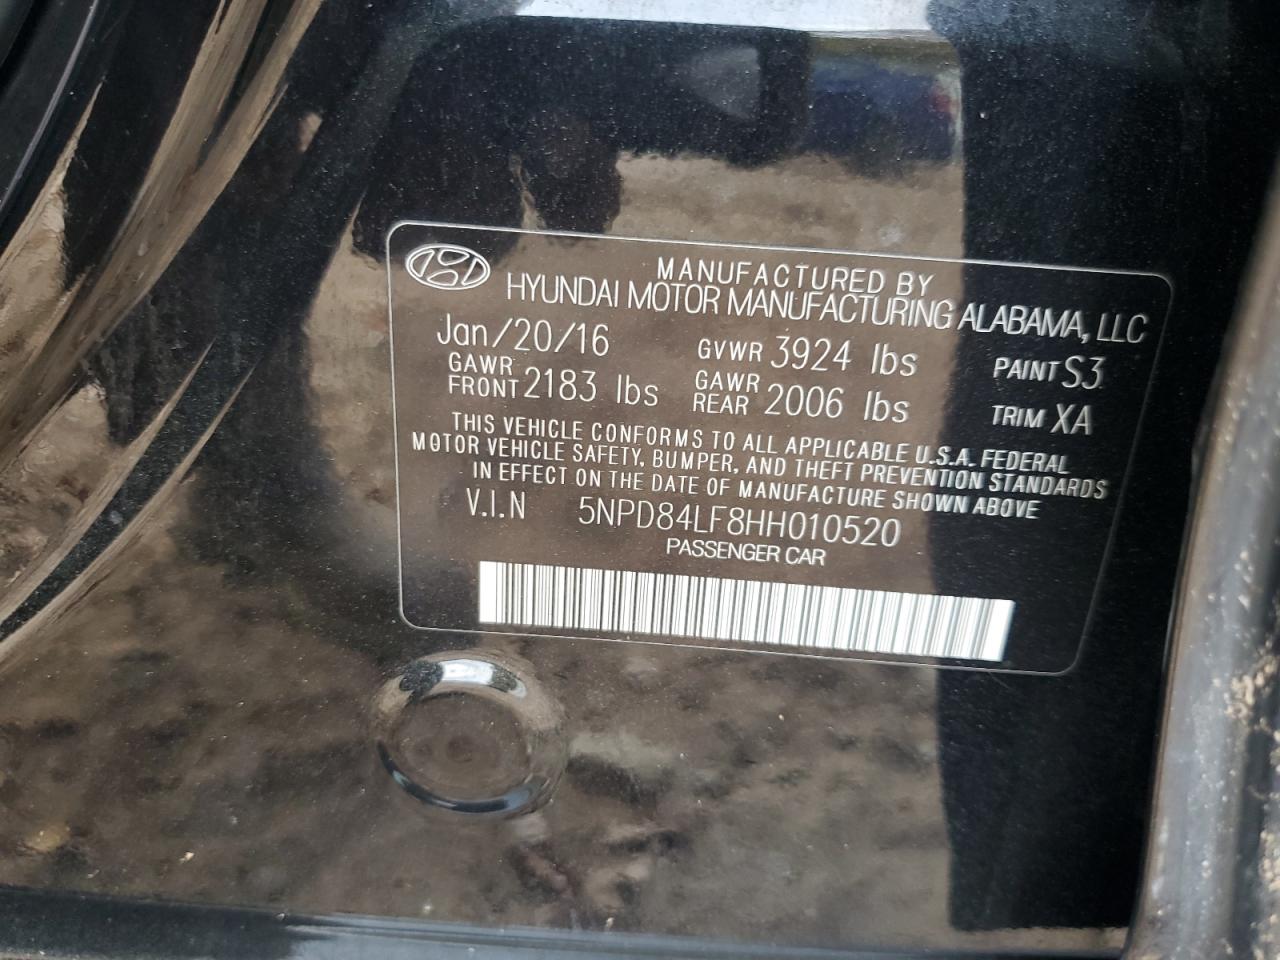 MANUFACTURED BY
HYUNDAI MOTOR MANUFACTURING ALABAMA, LLC
Jan/20/16 GVWR 3924 lbs PAINT S3
GAWR FRONT 2183 lbs GAWR REAR 2006 lbs TRIM XA
THIS VEHICLE CONFORMS TO ALL APPLICABLE U.S.A. FEDERAL
MOTOR VEHICLE SAFETY, BUMPER, AND THEFT PREVENTION STANDARDS
IN EFFECT ON THE DATE OF MANUFACTURE SHOWN ABOVE
V.I.N 5NPD84LF8HH010520
PASSENGER CAR